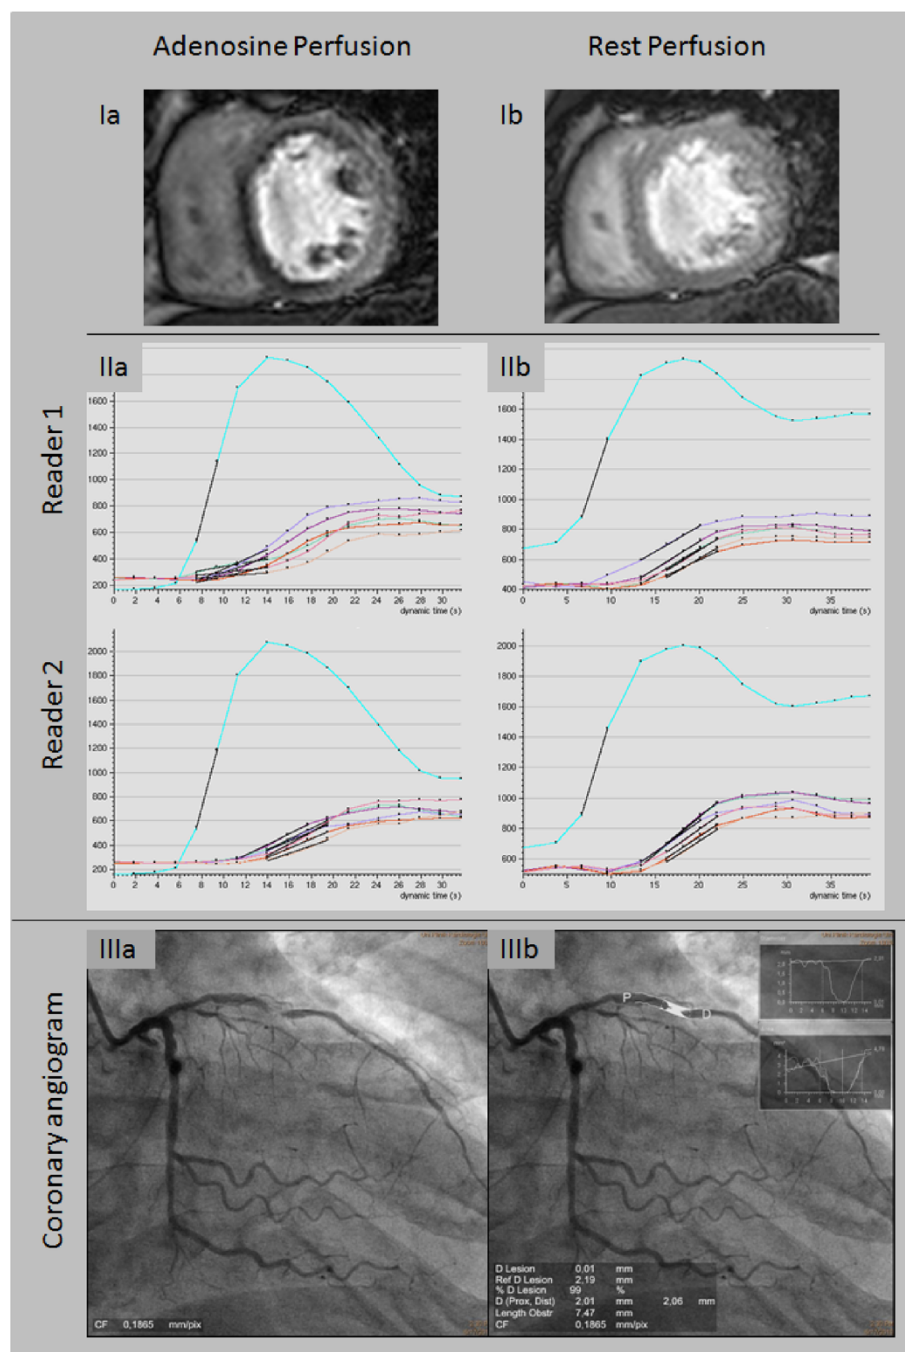 Adenosine Perfusion
Rest Perfusion
Ia
Ib
Reader 1
IIa
1600
1400
1200
1000
800
600
400
200
0 2 4 6 8 10 12 14 16 18 20 22 24 26 28 30
dynamic time (s)
IIb
1600
1400
1200
1000
800
600
400
0 5 10 15 20 25 30 35
dynamic time (s)
Reader 2
2000
1800
1600
1400
1200
1000
800
600
400
200
0 2 4 6 8 10 12 14 16 18 20 22 24 26 28 30
dynamic time (s)
2000
1800
1600
1400
1200
1000
800
600
0 5 10 15 20 25 30 35
dynamic time (s)
Coronary angiogram
IIIa
CF 0,1865 mm/pix
IIIb
P
D
D Lesion 0,01 mm
Ref D Lesion 2,19 mm
% D Lesion 99 %
D (Prox, Dist) 2,01 mm 2,06 mm
Length Obstr 7,47 mm
CF 0,1865 mm/pix